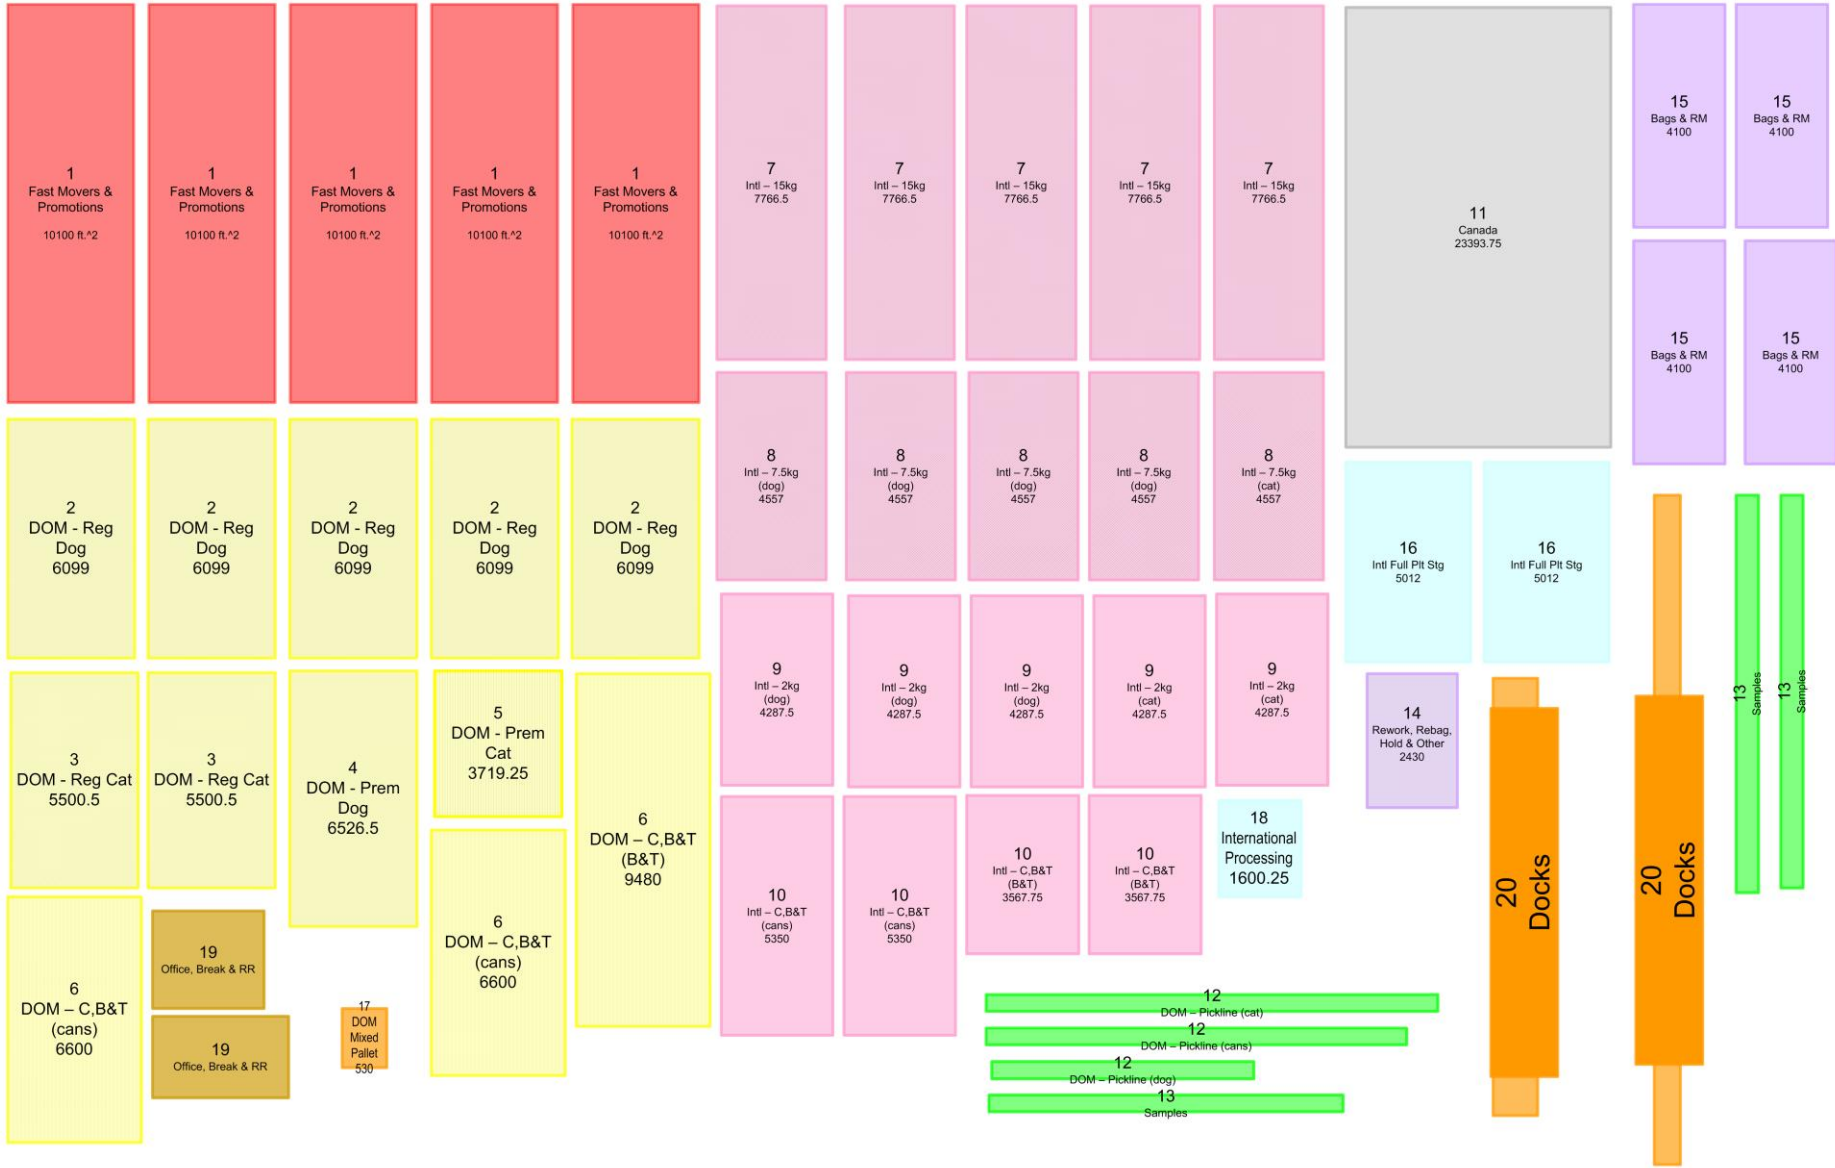 1
Fast Movers &
Promotions
10100 ft.^2
1
Fast Movers &
Promotions
10100 ft.^2
1
Fast Movers &
Promotions
10100 ft.^2
1
Fast Movers &
Promotions
10100 ft.^2
1
Fast Movers &
Promotions
10100 ft.^2
7
Intl – 15kg
7766.5
7
Intl – 15kg
7766.5
7
Intl – 15kg
7766.5
7
Intl – 15kg
7766.5
7
Intl – 15kg
7766.5
11
Canada
23393.75
15
Bags & RM
4100
15
Bags & RM
4100
15
Bags & RM
4100
15
Bags & RM
4100
2
DOM - Reg
Dog
6099
2
DOM - Reg
Dog
6099
2
DOM - Reg
Dog
6099
2
DOM - Reg
Dog
6099
2
DOM - Reg
Dog
6099
8
Intl – 7.5kg
(dog)
4557
8
Intl – 7.5kg
(dog)
4557
8
Intl – 7.5kg
(dog)
4557
8
Intl – 7.5kg
(dog)
4557
8
Intl – 7.5kg
(cat)
4557
16
Intl Full Plt Stg
5012
16
Intl Full Plt Stg
5012
3
DOM - Reg Cat
5500.5
3
DOM - Reg Cat
5500.5
4
DOM - Prem
Dog
6526.5
5
DOM - Prem
Cat
3719.25
6
DOM – C,B&T
(B&T)
9480
9
Intl – 2kg
(dog)
4287.5
9
Intl – 2kg
(dog)
4287.5
9
Intl – 2kg
(dog)
4287.5
9
Intl – 2kg
(cat)
4287.5
9
Intl – 2kg
(cat)
4287.5
14
Rework, Rebag,
Hold & Other
2430
13
Samples
13
Samples
6
DOM – C,B&T
(cans)
6600
19
Office, Break & RR
19
Office, Break & RR
17
DOM
Mixed
Pallet
530
6
DOM – C,B&T
(cans)
6600
10
Intl – C,B&T
(cans)
5350
10
Intl – C,B&T
(cans)
5350
10
Intl – C,B&T
(B&T)
3567.75
10
Intl – C,B&T
(B&T)
3567.75
18
International
Processing
1600.25
20
Docks
20
Docks
12
DOM – Pickline (cat)
12
DOM – Pickline (cans)
12
DOM – Pickline (dog)
13
Samples